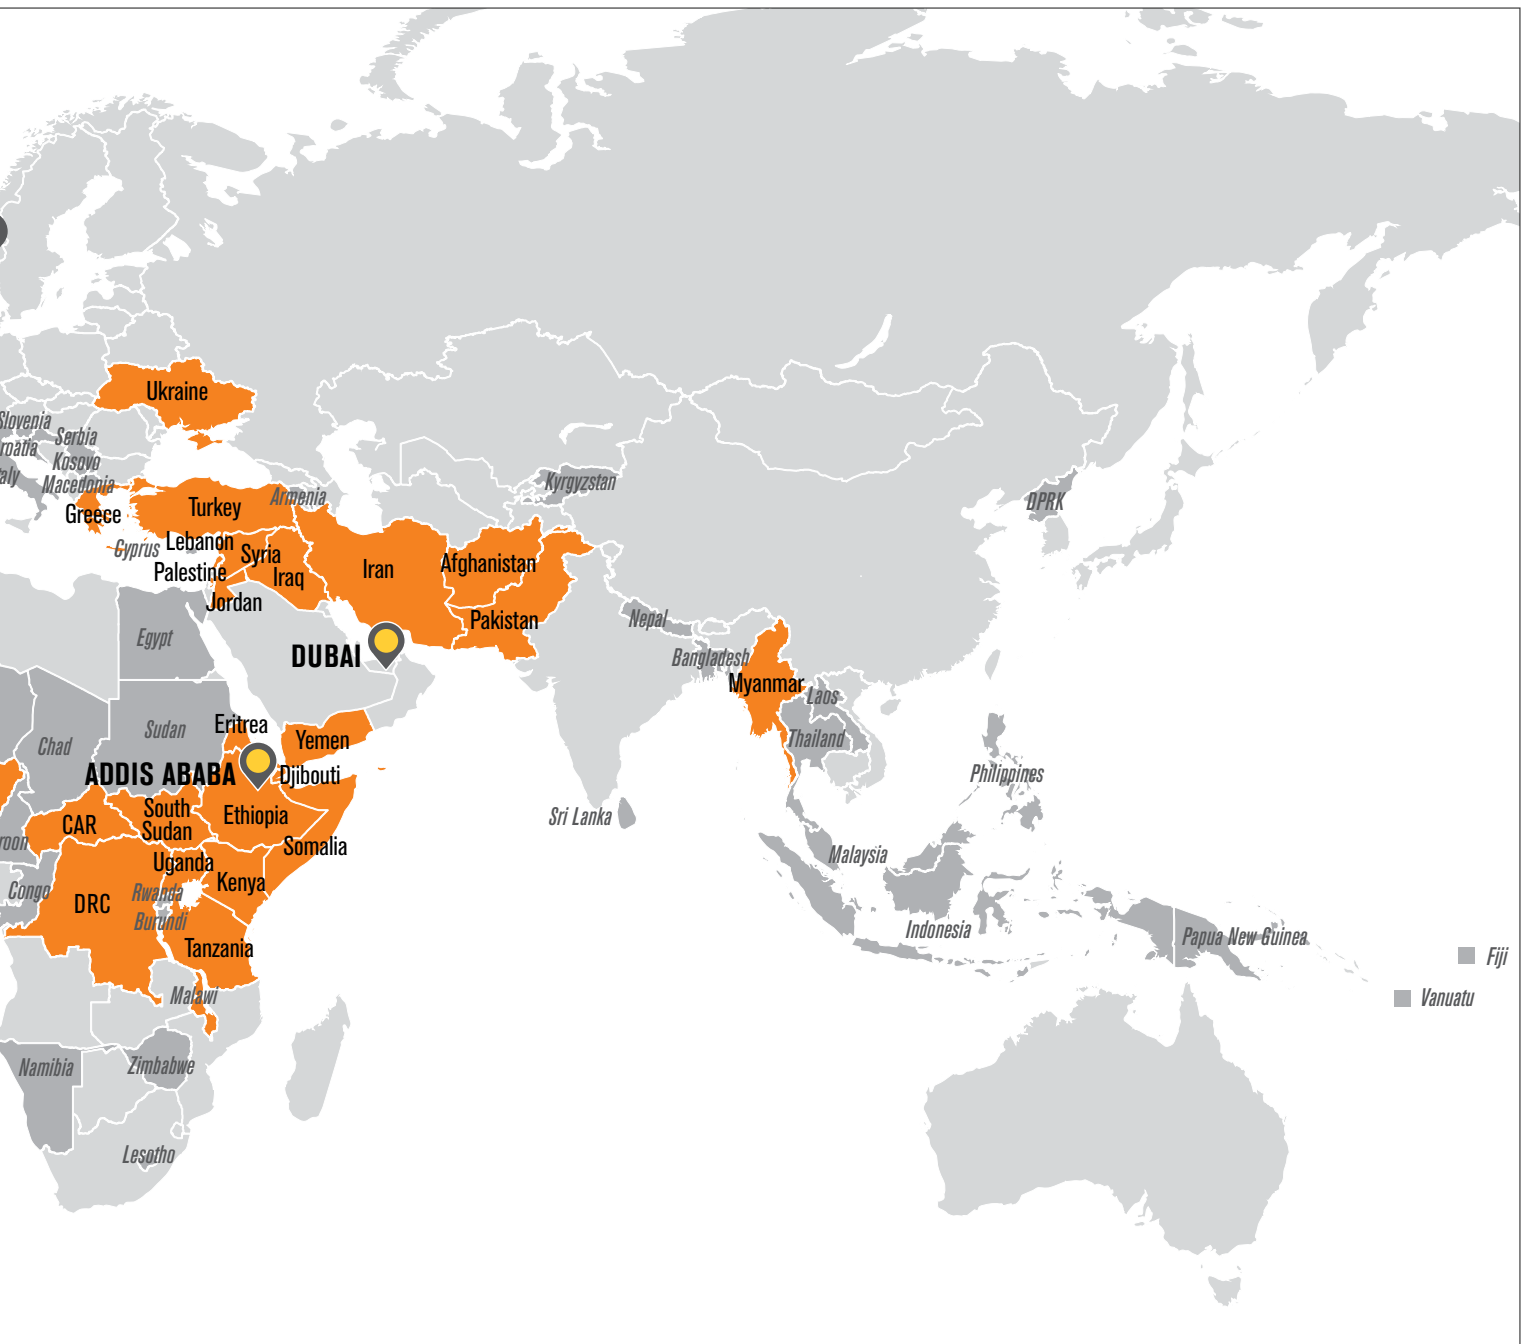 Ukraine
Slovenia
Serbia
roatia
Kosovo
aly
Macedonia
Greece
Turkey
Armenia
Kyrgyzstan
DPRK
Cyprus
Lebanon
Syria
Palestine
Iraq
Iran
Afghanistan
Jordan
Pakistan
Nepal
Egypt
DUBAI
Bangladesh
Myanmar
Laos
Thailand
Eritrea
Sudan
Chad
Yemen
ADDIS ABABA
Djibouti
Philippines
South
Sudan
Ethiopia
Sri Lanka
CAR
roon
Somalia
Malaysia
Uganda
Kenya
Congo
DRC
Rwanda
Burundi
Indonesia
Papua New Guinea
Tanzania
Fiji
Malawi
Vanuatu
Namibia
Zimbabwe
Lesotho